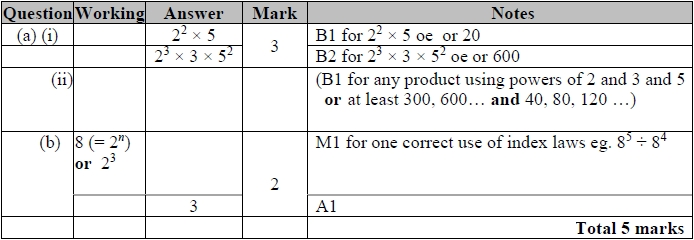 Question Working Answer Mark Notes
(a) (i) 2² × 5 3 B1 for 2² × 5 oe or 20
2³ × 3 × 5² B2 for 2³ × 3 × 5² oe or 600
(ii) (B1 for any product using powers of 2 and 3 and 5
or at least 300, 600… and 40, 80, 120 …)
(b) 8 (= 2ⁿ) M1 for one correct use of index laws eg. 8⁵ ÷ 8⁴
or 2³
2
3 A1
Total 5 marks